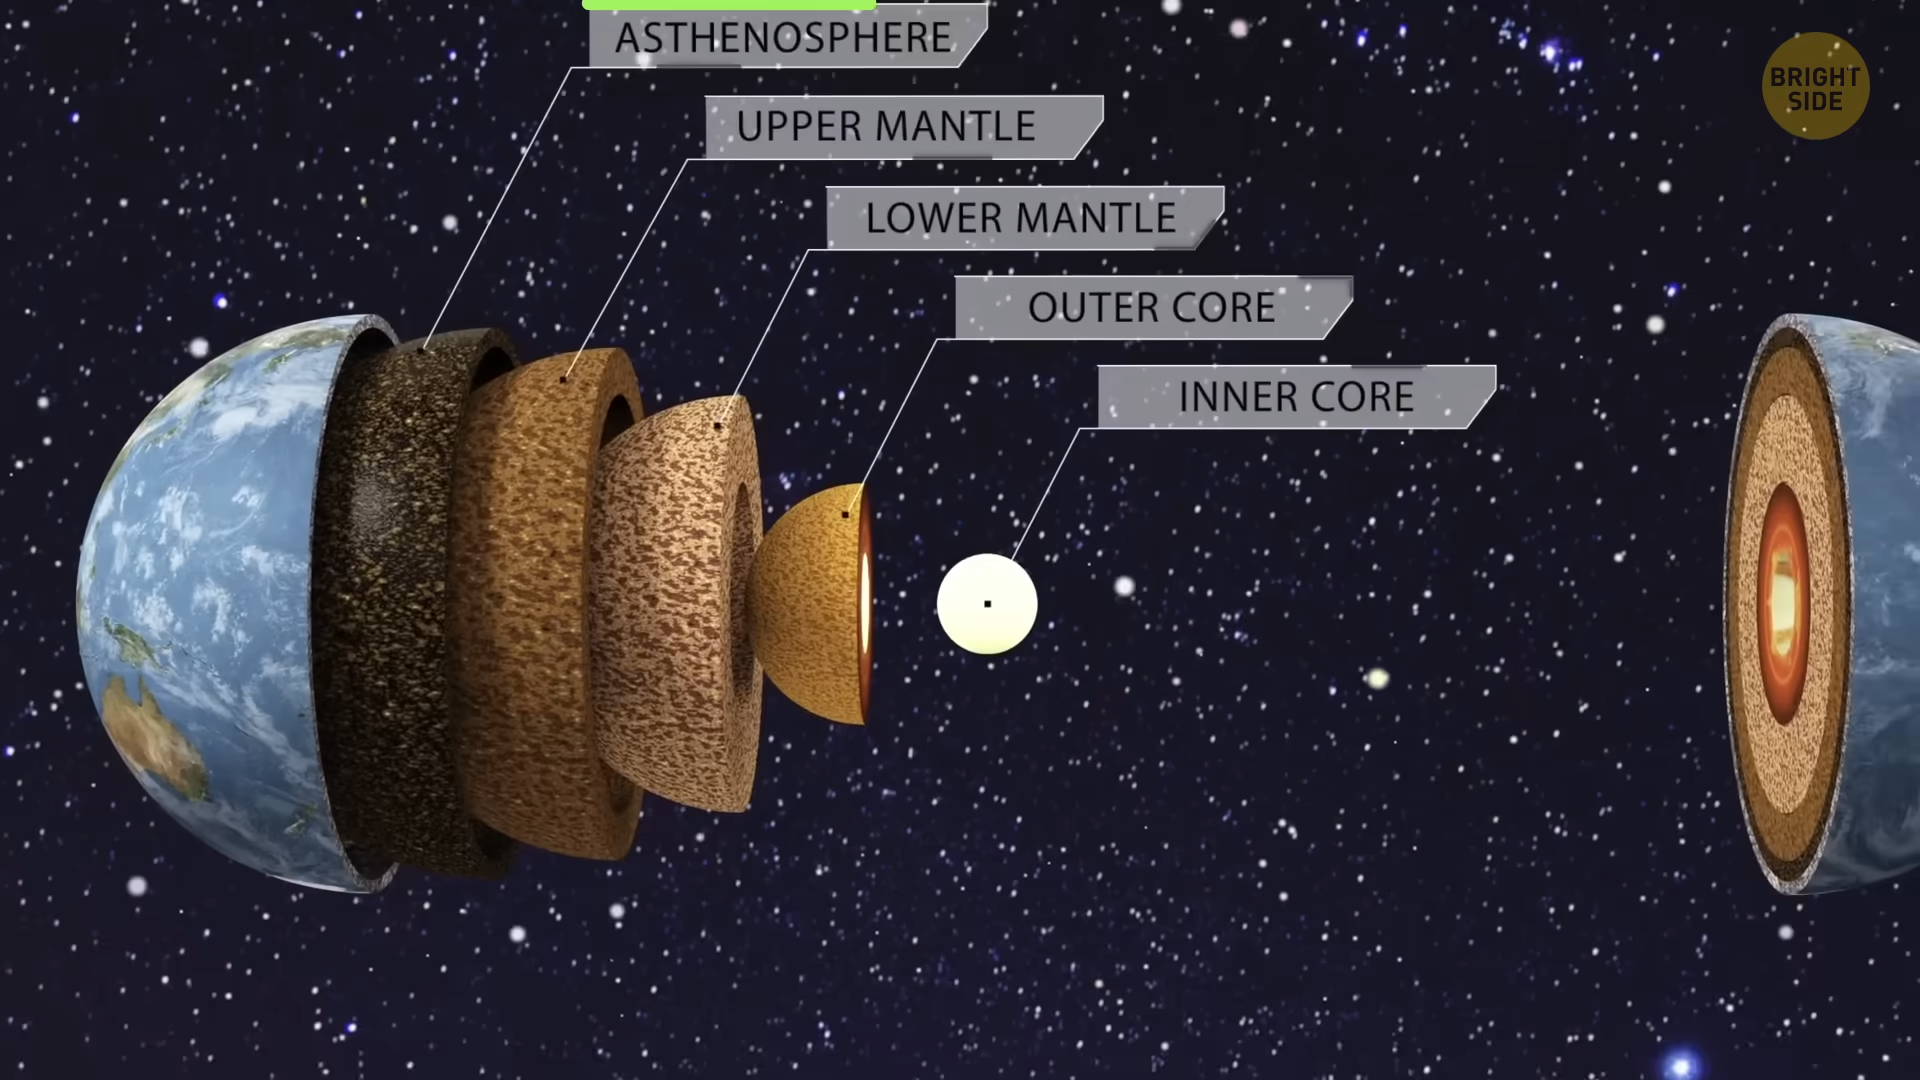 ASTHENOSPHERE
BRIGHT
SIDE
UPPER MANTLE
LOWER MANTLE
OUTER CORE
INNER CORE